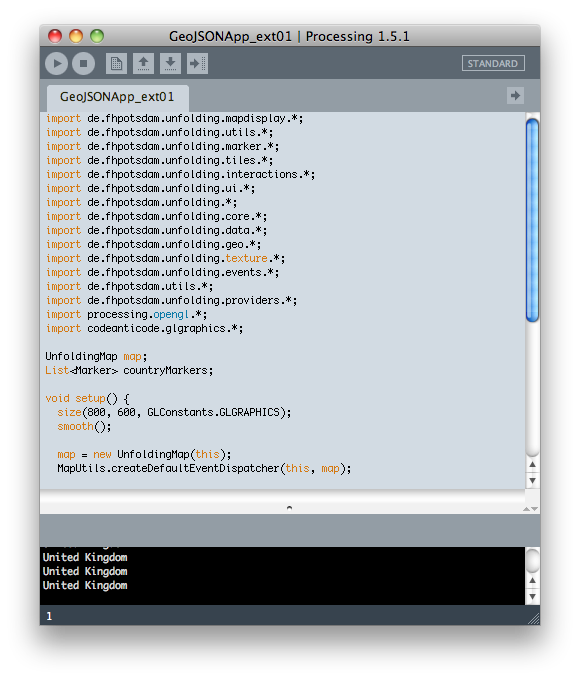 GeoJSONApp_ext01 | Processing 1.5.1
STANDARD
GeoJSONApp_ext01
import de.fhpotsdam.unfolding.mapdisplay.*;
import de.fhpotsdam.unfolding.utils.*;
import de.fhpotsdam.unfolding.marker.*;
import de.fhpotsdam.unfolding.tiles.*;
import de.fhpotsdam.unfolding.interactions.*;
import de.fhpotsdam.unfolding.ui.*;
import de.fhpotsdam.unfolding.*;
import de.fhpotsdam.unfolding.core.*;
import de.fhpotsdam.unfolding.data.*;
import de.fhpotsdam.unfolding.geo.*;
import de.fhpotsdam.unfolding.texture.*;
import de.fhpotsdam.unfolding.events.*;
import de.fhpotsdam.utils.*;
import de.fhpotsdam.unfolding.providers.*;
import processing.opengl.*;
import codeanticode.glgraphics.*;
UnfoldingMap map;
List<Marker> countryMarkers;
void setup() {
size(800, 600, GLConstants.GLGRAPHICS);
smooth();
map = new UnfoldingMap(this);
MapUtils.createDefaultEventDispatcher(this, map);
United Kingdom
United Kingdom
United Kingdom
1